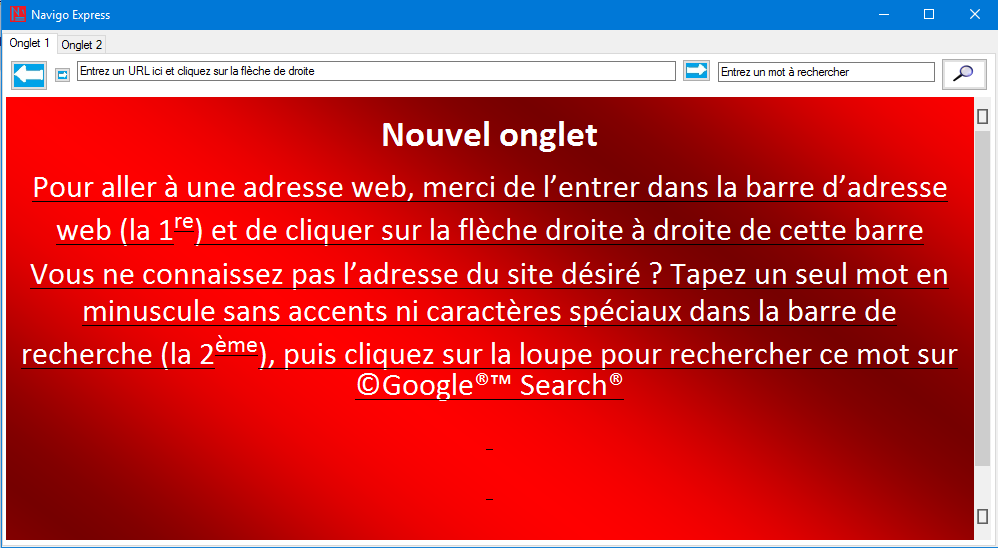 Navigo Express
Onglet 1 Onglet 2
Entrez un URL ici et cliquez sur la flèche de droite Entrez un mot à rechercher
Nouvel onglet
Pour aller à une adresse web, merci de l’entrer dans la barre d’adresse
web (la 1re) et de cliquer sur la flèche droite à droite de cette barre
Vous ne connaissez pas l’adresse du site désiré ? Tapez un seul mot en
minuscule sans accents ni caractères spéciaux dans la barre de
recherche (la 2ème), puis cliquez sur la loupe pour rechercher ce mot sur
©Google®™ Search®